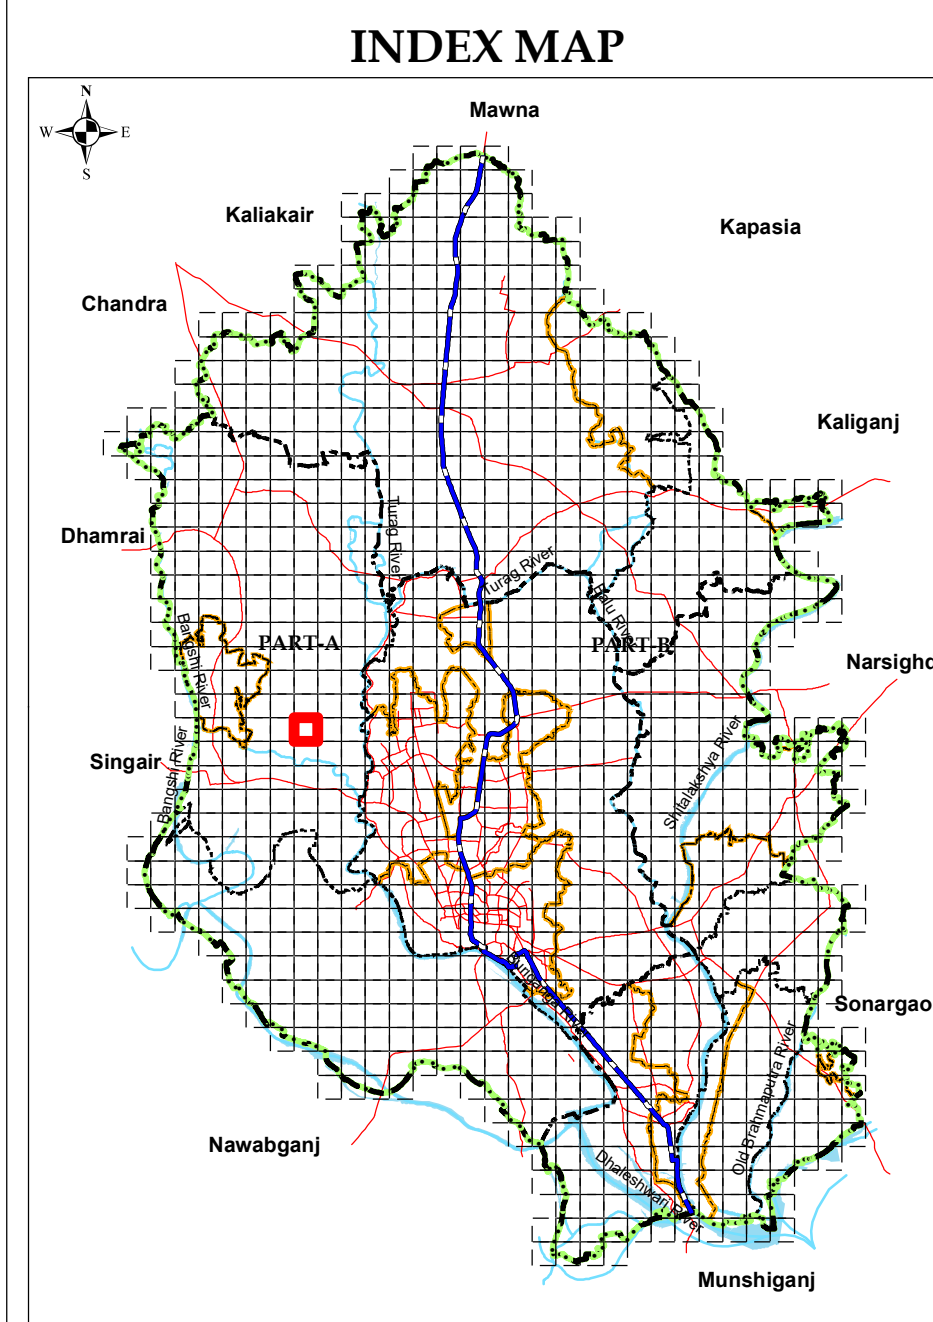 INDEX MAP
N
W E
S
Mawna
Kaliakair
Kapasia
Chandra
Kaliganj
Dhamrai
Turag River
Turag River
Balu River
Bangshi River
PART-A
PART-B
Narsighd
Singair
Bangshi River
Shitalakshya River
Buriganga River
Sonargao
Old Brahmaputra River
Nawabganj
Dhaleshwari River
Munshiganj